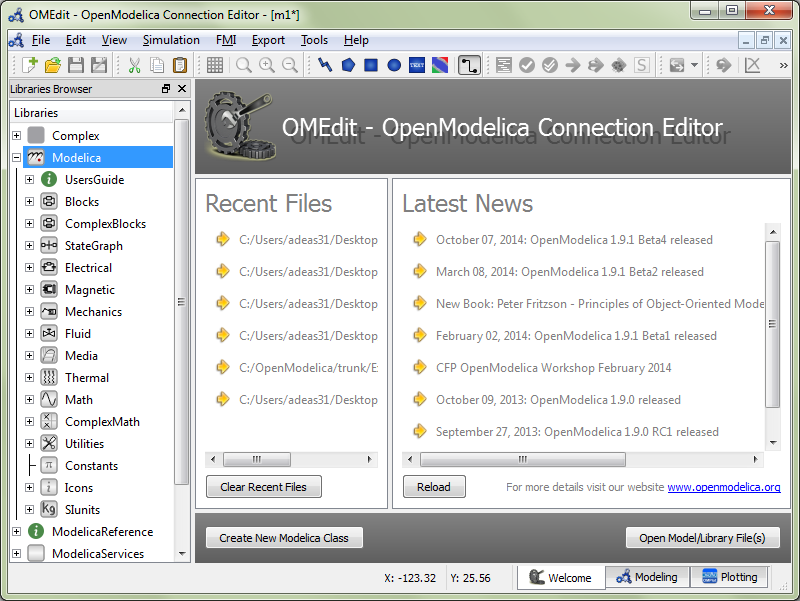 OMEdit - OpenModelica Connection Editor - [m1*]
File Edit View Simulation FMI Export Tools Help
TEXT
S
»
Libraries Browser
Libraries
Complex
Modelica
UsersGuide
Blocks
ComplexBlocks
StateGraph
Electrical
Magnetic
Mechanics
Fluid
Media
Thermal
Math
ComplexMath
Utilities
Constants
Icons
SIunits
ModelicaReference
ModelicaServices
OMEdit - OpenModelica Connection Editor
Recent Files
C:/Users/adeas31/Desktop
C:/Users/adeas31/Desktop
C:/Users/adeas31/Desktop
C:/Users/adeas31/Desktop
C:/OpenModelica/trunk/E
C:/Users/adeas31/Desktop
Clear Recent Files
Latest News
October 07, 2014: OpenModelica 1.9.1 Beta4 released
March 08, 2014: OpenModelica 1.9.1 Beta2 released
New Book: Peter Fritzson - Principles of Object-Oriented Mode
February 02, 2014: OpenModelica 1.9.1 Beta1 released
CFP OpenModelica Workshop February 2014
October 09, 2013: OpenModelica 1.9.0 released
September 27, 2013: OpenModelica 1.9.0 RC1 released
Reload
For more details visit our website www.openmodelica.org
Create New Modelica Class
Open Model/Library File(s)
X: -123.32 Y: 25.56 Welcome Modeling Plotting